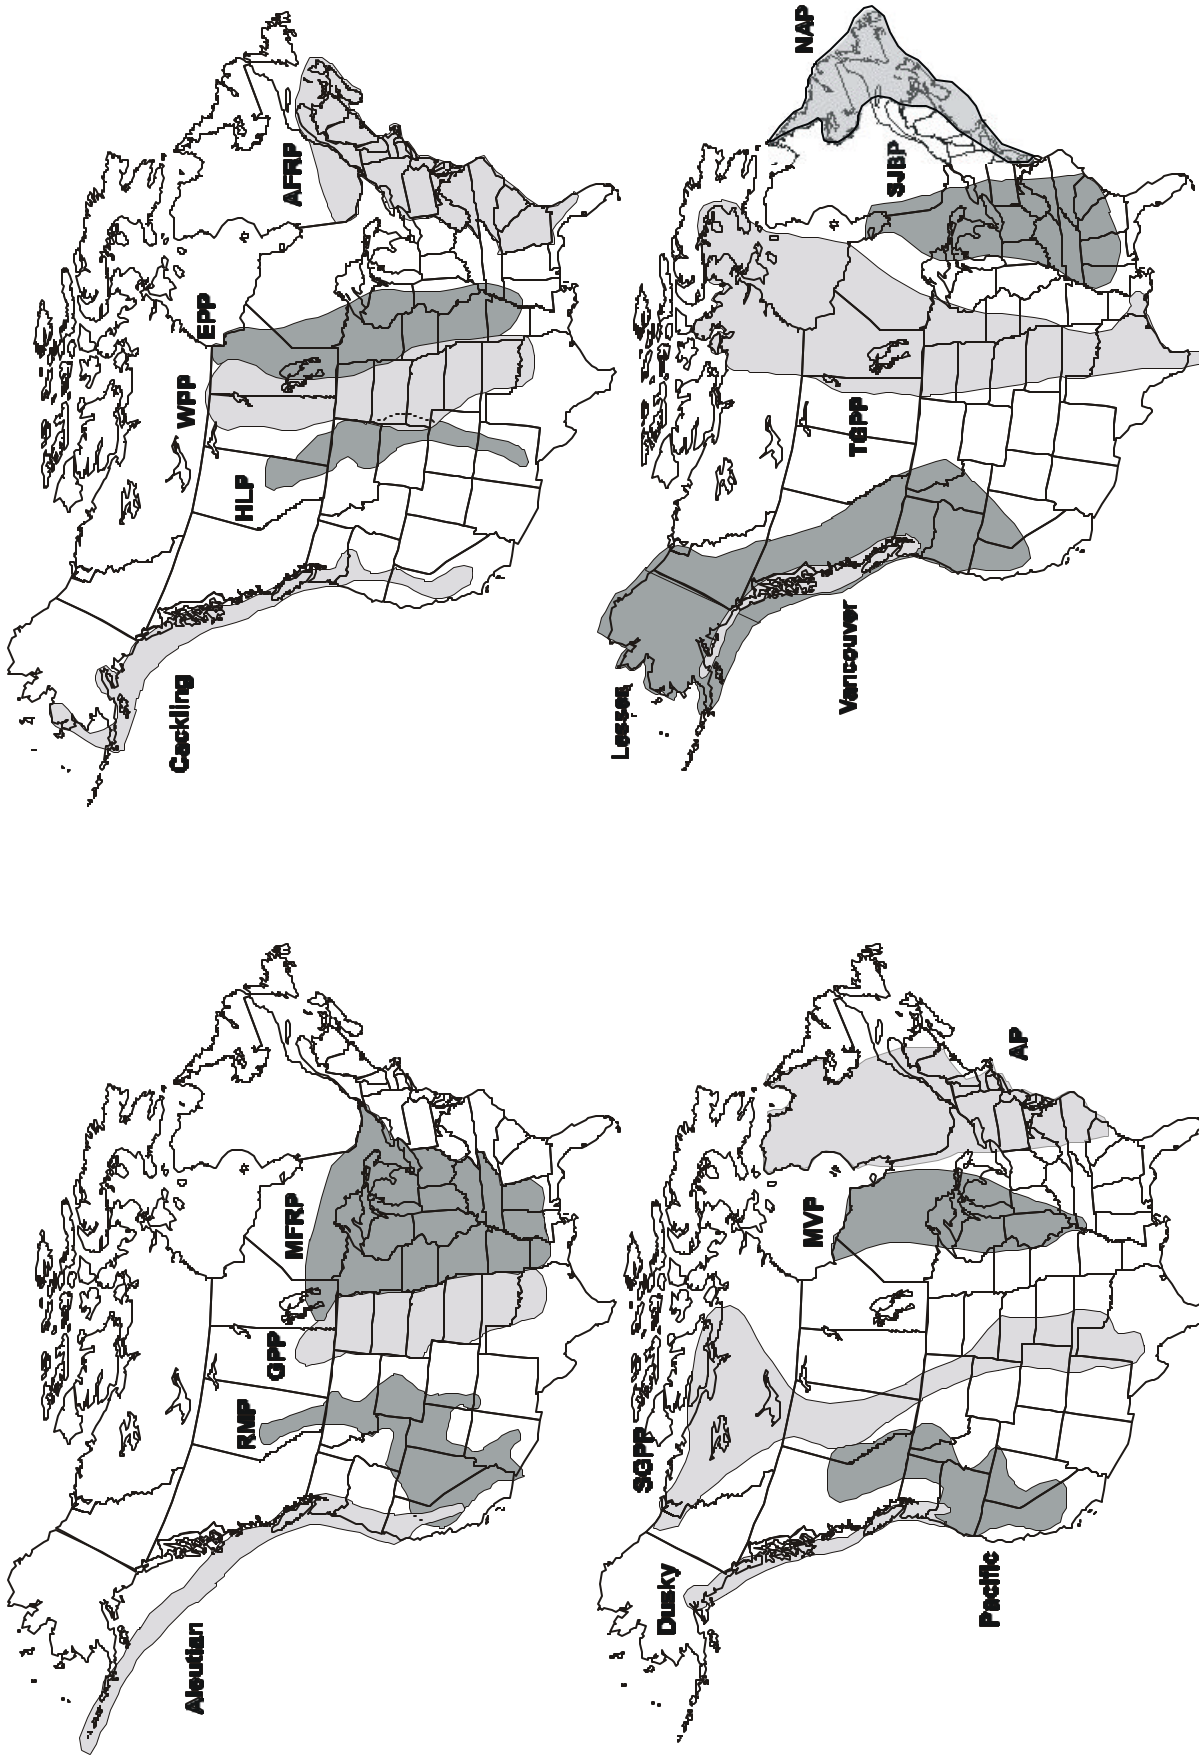 Aleutian
RMP
GPP
MFRP
Cackling
HLP
WPP
EPP
AFRP
Dusky
Pacific
SGPP
MVP
AP
Lesser
Vancouver
TGPP
SJBP
NAP